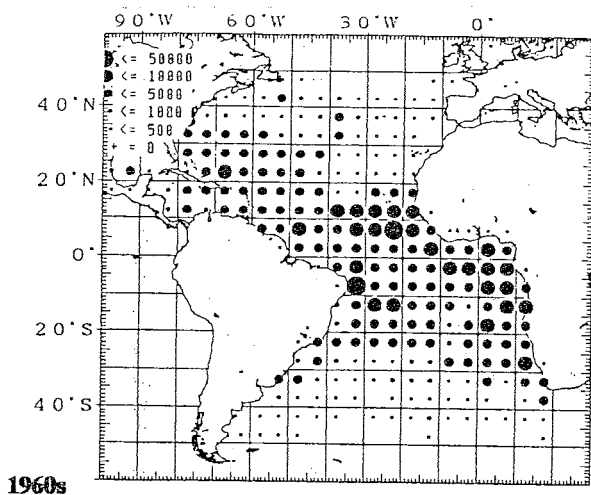 90°W 60°W 30°W 0°
<= 50000
<= 10000
<= 5000
<= 1000
<= 500
+ = 0
40°N
20°N
0°
20°S
40°S
1960s